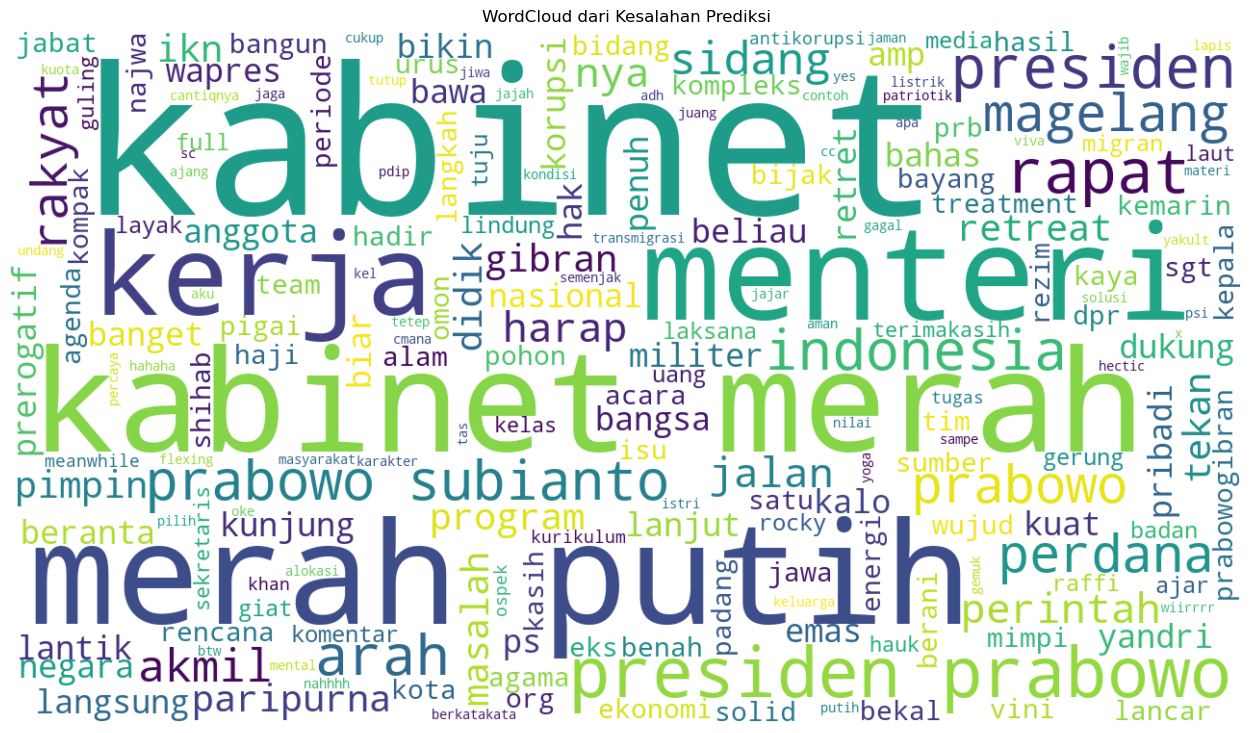 WordCloud dari Kesalahan Prediksi
jabat
kuota
rakyat
guling
najwa
ikn
wapres
cantiqnya
bangun
jaga
full
sc
ajang
periode
cukup
tutup
pdip
bikin
urus
bawa
jiwa
jajah
langkah
tuju
kondisi
korupsi
nya
bidang
sidang
kompleks
adh
juang
penuh
hak
antikorupsi
yes
contoh
amp
jaman
listrik
patriotik
apa
media
hasil
presiden
wajib
lapis
magelang
prb
bahas
viva
migran
laut
materi
kabinet
kompak
layak
anggota
hadir
lindung
bijak
retret
bayang
rapat
treatment
kemarin
undang
kerja
kel
aku
team
didik
gibran
transmigrasi
semenjak
beliau
gagal
retreat
menteri
jajar
rezim
kaya
solusi
dpr
yakult
sgt
kepala
psi
prerogatif
agenda
banget
pigai
nasional
omon
tetep
cmana
harap
laksana
aman
terimakasih
x
percaya
hahaha
shihab
haji
biar
alam
pohon
militer
indonesia
dukung
hectic
uang
acara
kelas
bangsa
nilai
tugas
tim
sampe
kabinet merah
isu
tas
meanwhile
flexing
masyarakat
karakter
yoga
sumber
gerung
pribadi
tekan
prabowogibran
pimpin
prabowo subianto
jalan
istri
satu
kalo
prabowo
beranta
pilih
sekretaris
oke
kunjung
program
kurikulum
lanjut
rocky
energi
wujud
kuat
badan
merah putih
khan
alokasi
giat
masalah
ospek
kasih
padang
jawa
keluarga
berani
gemuk
perdana
raffi
ajar
perintah
wiirrrr
lantik
rencana
btw
komentar
ps
eks
benah
emas
hauk
mimpi
yandri
negara
akmil
mental
nahhhh
arah
agama
presiden prabowo
langsung
paripurna
kota
berkatakata
org
ekonomi
solid
putih
bekal
vini
lancar